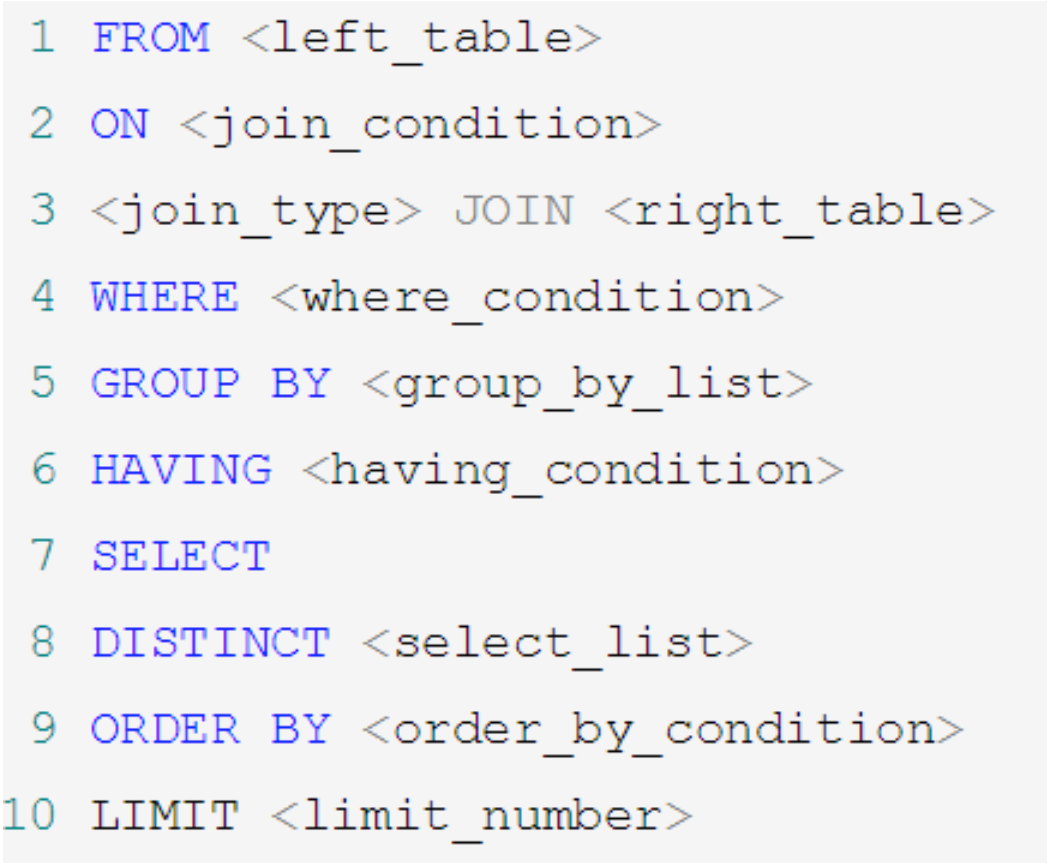 1 FROM <left_table>
2 ON <join_condition>
3 <join_type> JOIN <right_table>
4 WHERE <where_condition>
5 GROUP BY <group_by_list>
6 HAVING <having_condition>
7 SELECT
8 DISTINCT <select_list>
9 ORDER BY <order_by_condition>
10 LIMIT <limit_number>